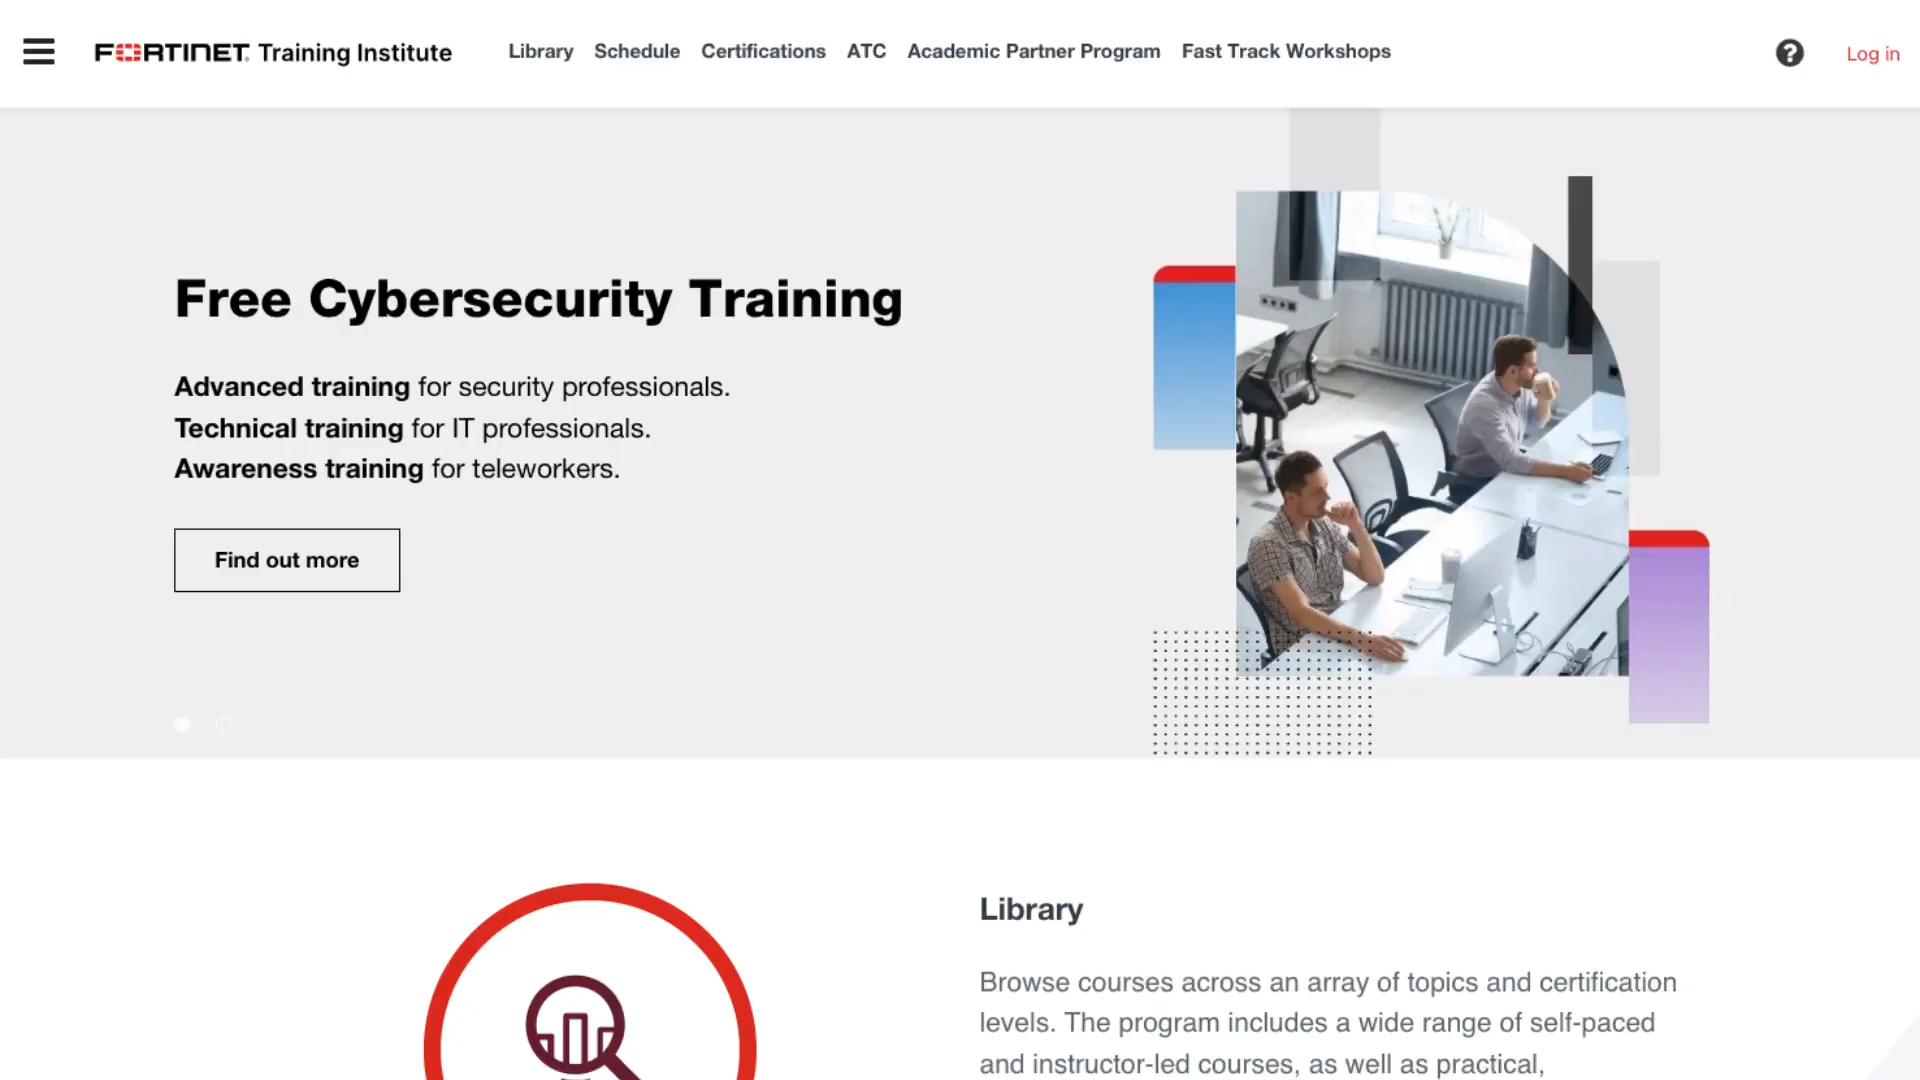 FORTINET Training Institute
Library Schedule Certifications ATC Academic Partner Program Fast Track Workshops
?
Log in
Free Cybersecurity Training
Advanced training for security professionals.
Technical training for IT professionals.
Awareness training for teleworkers.
Find out more
Library
Browse courses across an array of topics and certification
levels. The program includes a wide range of self-paced
and instructor-led courses, as well as practical,